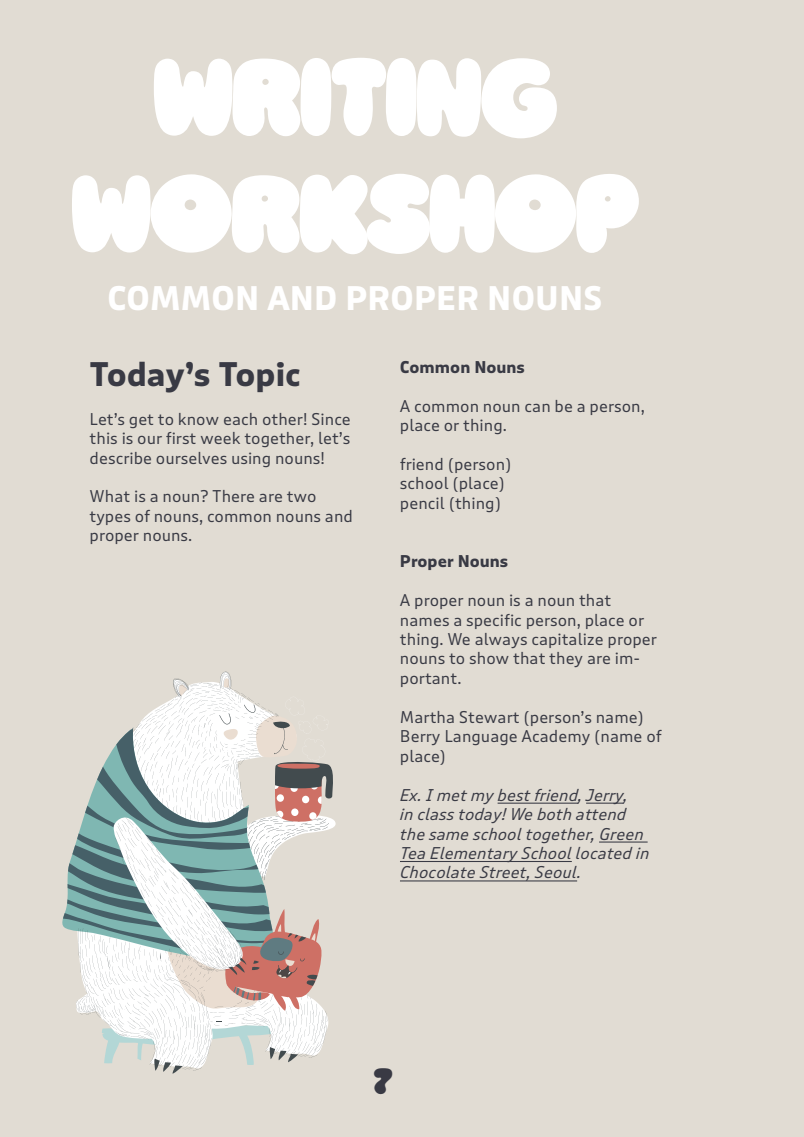 WRITING
WORKSHOP
COMMON AND PROPER NOUNS
Today’s Topic
Let’s get to know each other! Since
this is our first week together, let’s
describe ourselves using nouns!
What is a noun? There are two
types of nouns, common nouns and
proper nouns.
Common Nouns
A common noun can be a person,
place or thing.
friend (person)
school (place)
pencil (thing)
Proper Nouns
A proper noun is a noun that
names a specific person, place or
thing. We always capitalize proper
nouns to show that they are im-
portant.
Martha Stewart (person’s name)
Berry Language Academy (name of
place)
Ex. I met my best friend, Jerry,
in class today! We both attend
the same school together, Green
Tea Elementary School located in
Chocolate Street, Seoul.
7